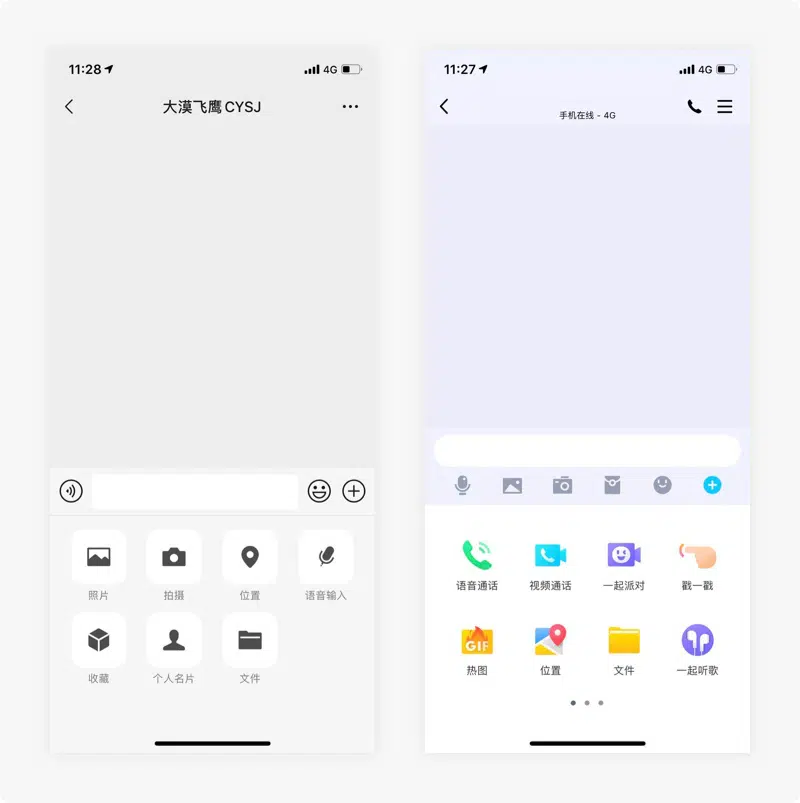 11:28
4G
大漠飞鹰 CYSJ
照片
拍摄
位置
语音输入
收藏
个人名片
文件
11:27
4G
手机在线 - 4G
语音通话
视频通话
一起派对
戳一戳
GIF
热图
位置
文件
一起听歌